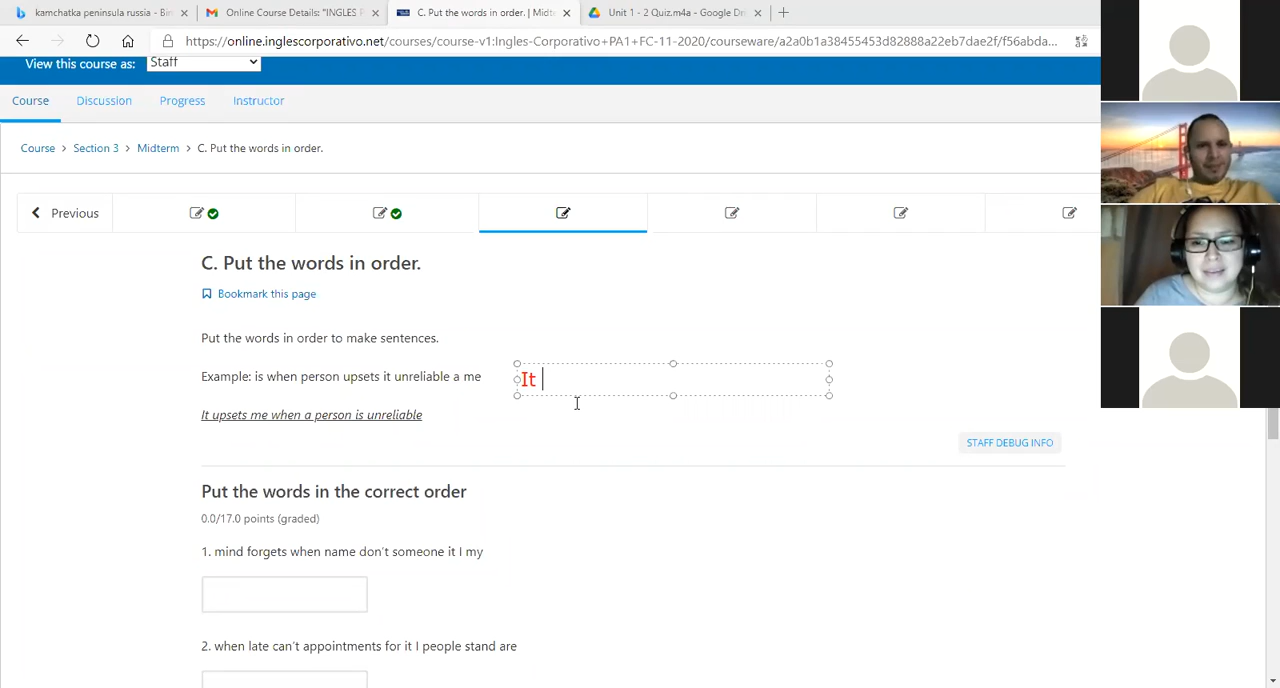 kamchatka peninsula russia - Bin
Online Course Details: "INGLES P
C. Put the words in order. | Midte
Unit 1 - 2 Quiz.m4a - Google Dri
https://online.inglescorporativo.net/courses/course-v1:Ingles-Corporativo+PA1+FC-11-2020/courseware/a2a0b1a38455453d82888a22eb7dae2f/f56abda...
View this course as: Staff
Course Discussion Progress Instructor
Course > Section 3 > Midterm > C. Put the words in order.
Previous
C. Put the words in order.
Bookmark this page
Put the words in order to make sentences.
Example: is when person upsets it unreliable a me
It
It upsets me when a person is unreliable
STAFF DEBUG INFO
Put the words in the correct order
0.0/17.0 points (graded)
1. mind forgets when name don't someone it I my
2. when late can't appointments for it I people stand are